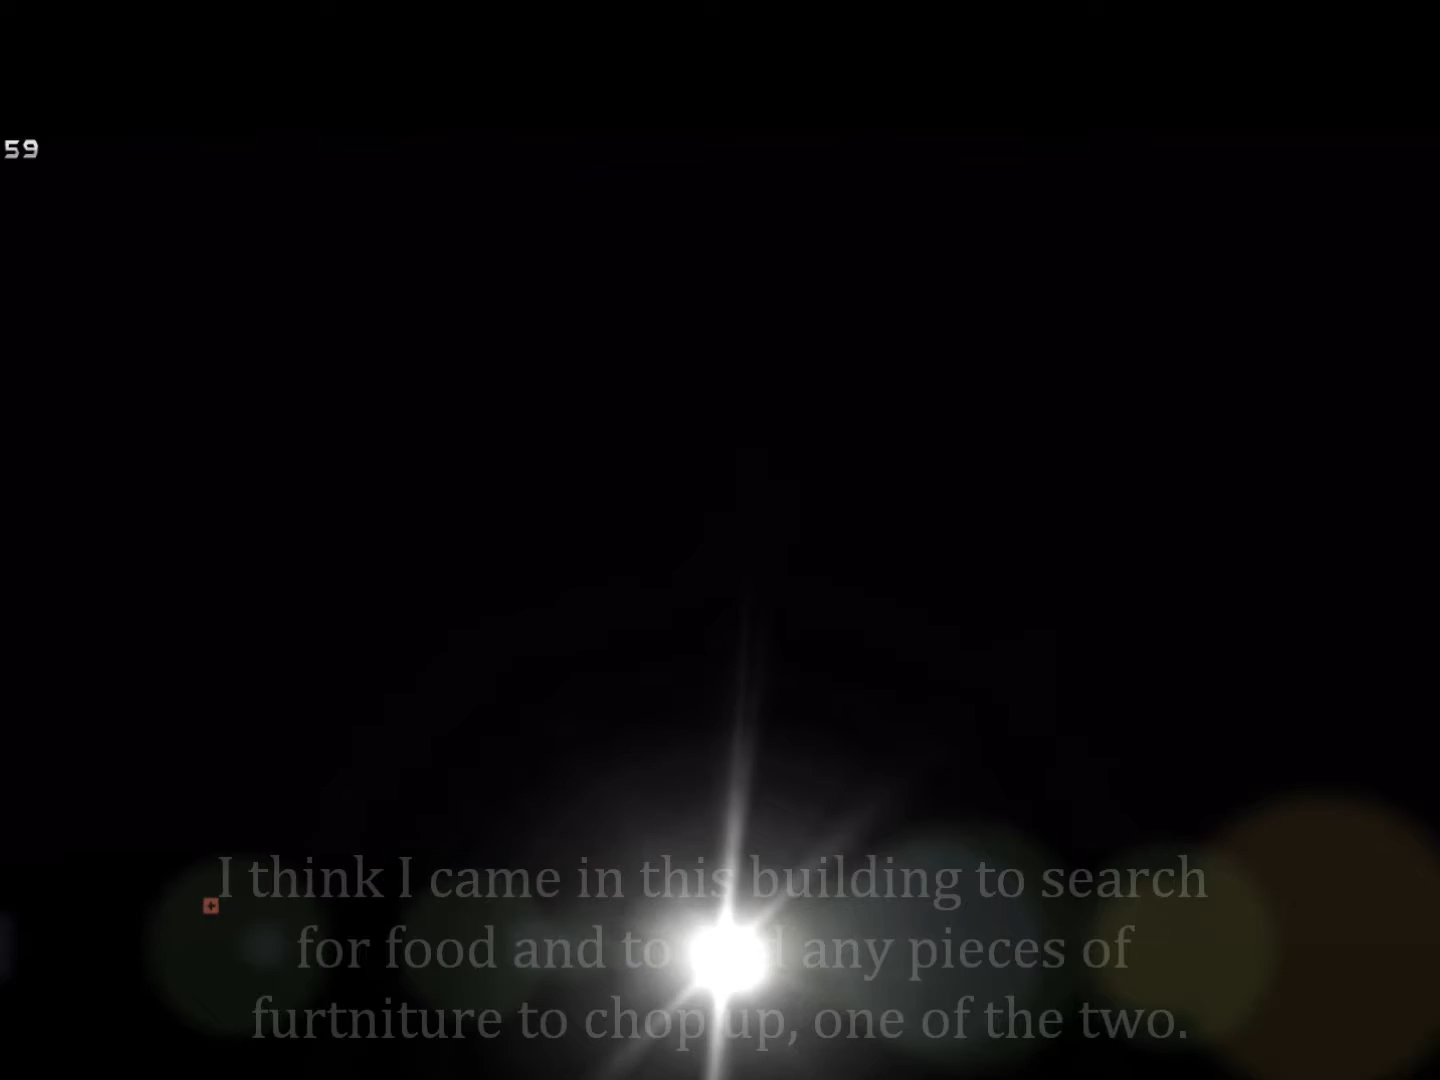 59
I think I came in this building to search
for food and to any pieces of
furtniture to chop up, one of the two.